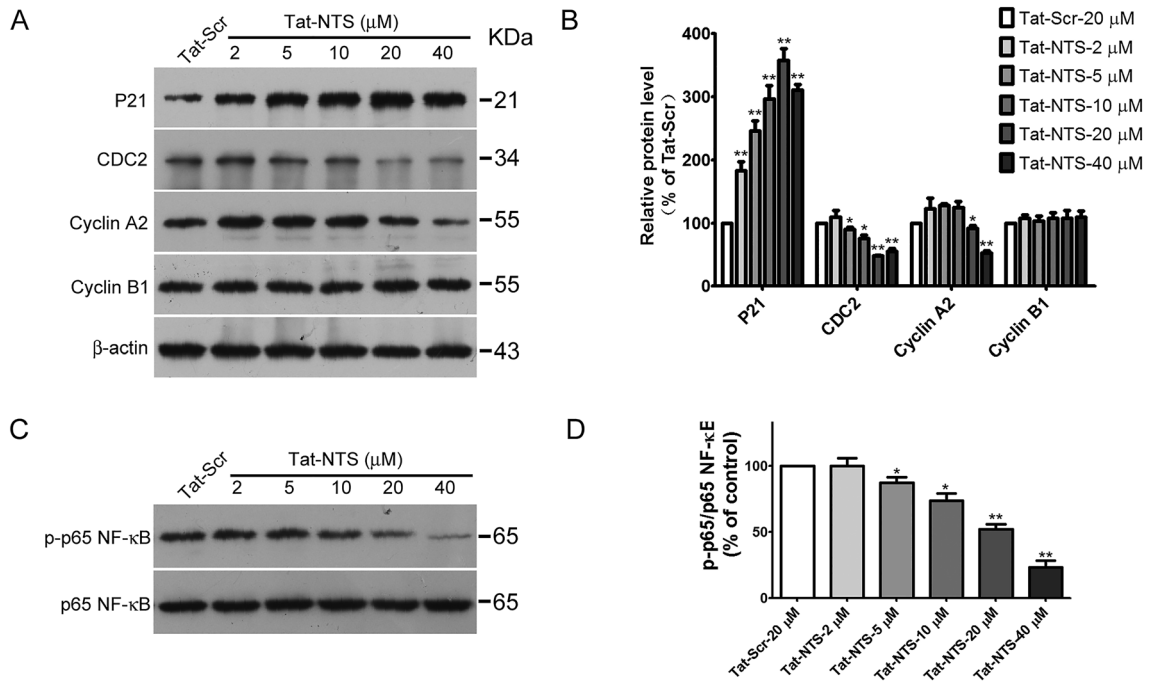 A
Tat-Scr
Tat-NTS (μM)
2 5 10 20 40
KDa
P21
21
CDC2
34
Cyclin A2
55
Cyclin B1
55
β-actin
43
B
Relative protein level
(% of Tat-Scr)
400
300
200
100
0
** ** ** ** **
* * ** **
* **
P21
CDC2
Cyclin A2
Cyclin B1
Tat-Scr-20 μM
Tat-NTS-2 μM
Tat-NTS-5 μM
Tat-NTS-10 μM
Tat-NTS-20 μM
Tat-NTS-40 μM
C
Tat-Scr
Tat-NTS (μM)
2 5 10 20 40
p-p65 NF-κB
65
p65 NF-κB
65
D
p-p65/p65 NF-κE
(% of control)
100
50
0
* * ** **
Tat-Scr-20 μM
Tat-NTS-2 μM
Tat-NTS-5 μM
Tat-NTS-10 μM
Tat-NTS-20 μM
Tat-NTS-40 μM